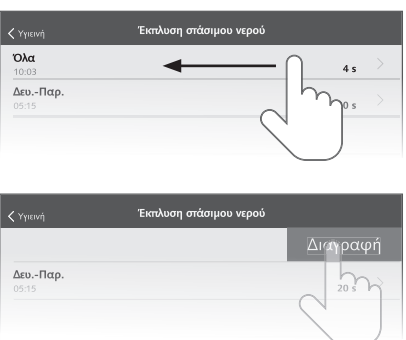 Υγιεινή
Έκπλυση στάσιμου νερού
Όλα
10:03
4 s
Δευ.-Παρ.
05:15
0 s
Υγιεινή
Έκπλυση στάσιμου νερού
Διαγραφή
Δευ.-Παρ.
05:15
20 s